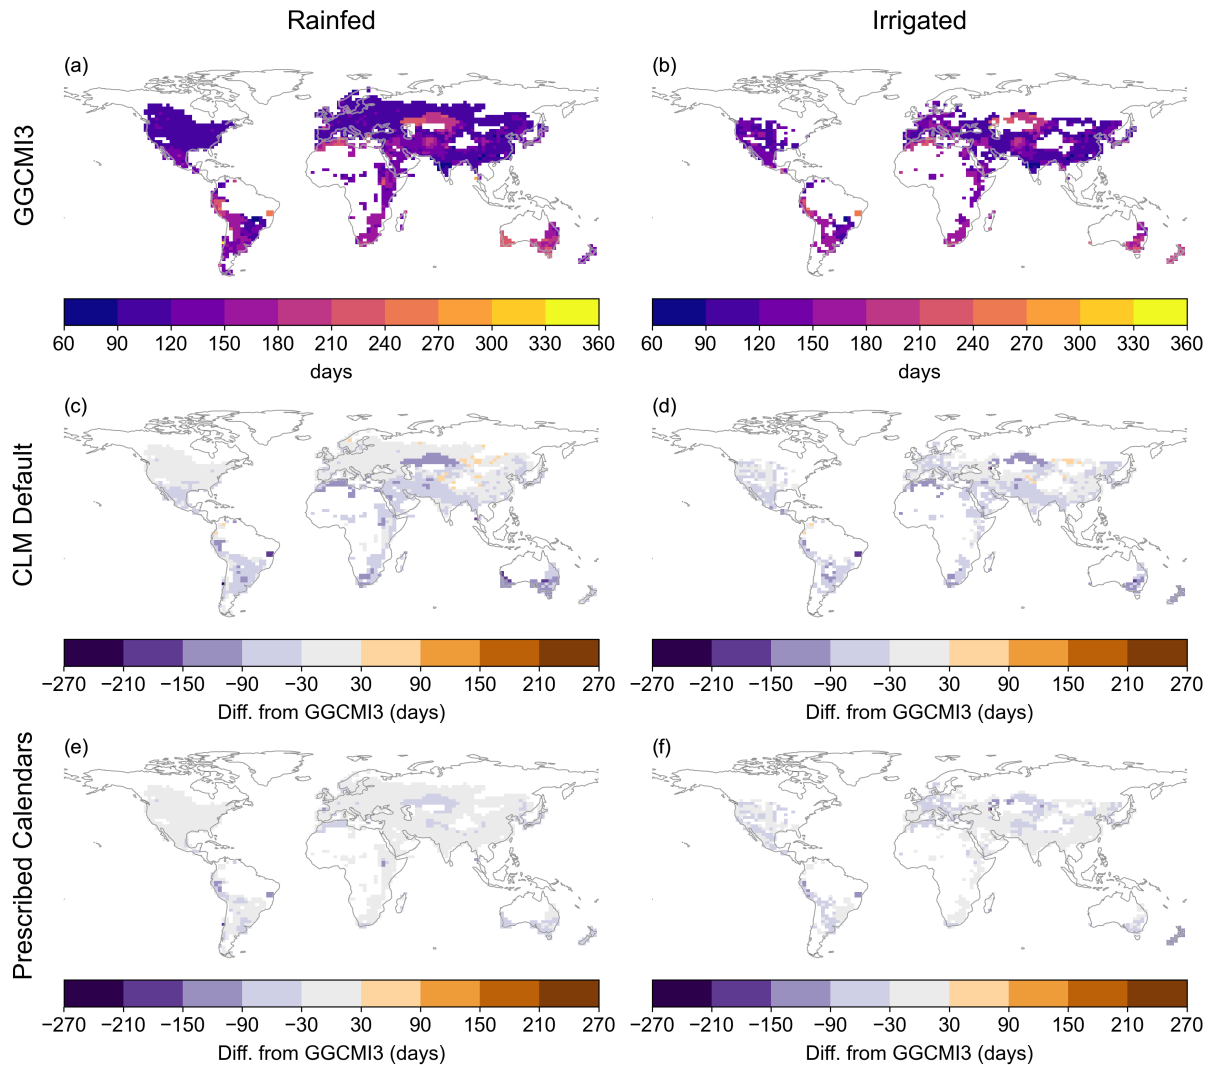 Rainfed
Irrigated
GGCMI3
(a)
(b)
60 90 120 150 180 210 240 270 300 330 360
days
60 90 120 150 180 210 240 270 300 330 360
days
CLM Default
(c)
(d)
−270 −210 −150 −90 −30 30 90 150 210 270
Diff. from GGCMI3 (days)
−270 −210 −150 −90 −30 30 90 150 210 270
Diff. from GGCMI3 (days)
Prescribed Calendars
(e)
(f)
−270 −210 −150 −90 −30 30 90 150 210 270
Diff. from GGCMI3 (days)
−270 −210 −150 −90 −30 30 90 150 210 270
Diff. from GGCMI3 (days)